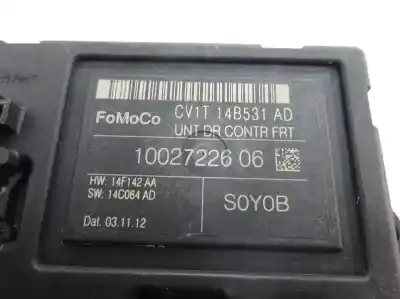 FoMoCo CV1T 14B531 AD
UNT DR CONTR FRT
10027226 06
HW: 14F142 AA
SW: 14C064 AD
S0Y0B
Dat. 03.11.12